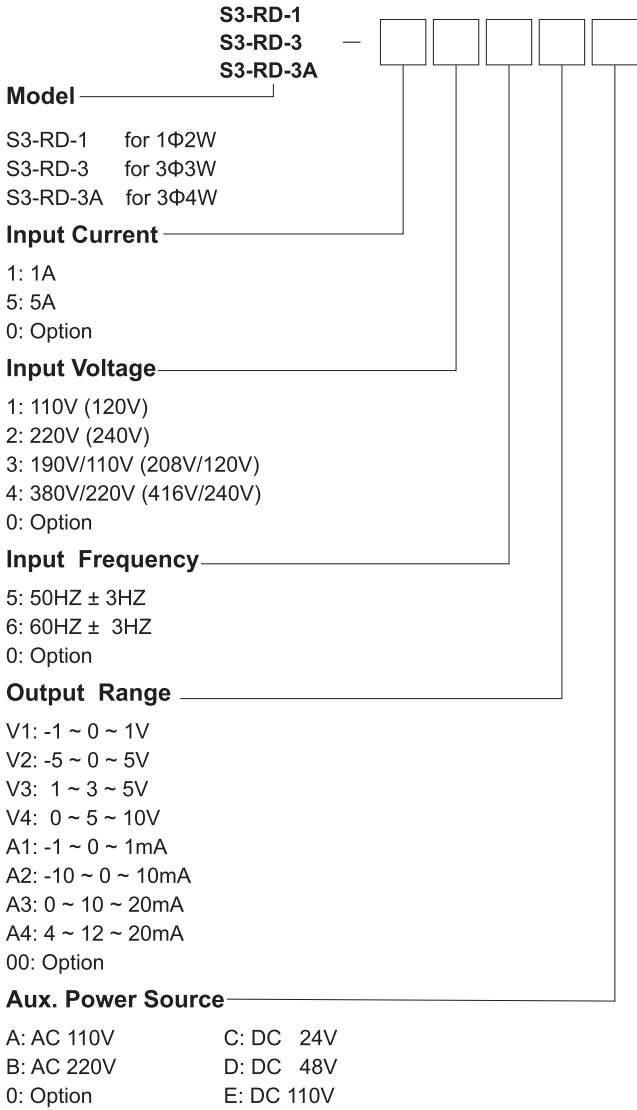 S3-RD-1
S3-RD-3 —
S3-RD-3A
Model
S3-RD-1 for 1Φ2W
S3-RD-3 for 3Φ3W
S3-RD-3A for 3Φ4W
Input Current
1: 1A
5: 5A
0: Option
Input Voltage
1: 110V (120V)
2: 220V (240V)
3: 190V/110V (208V/120V)
4: 380V/220V (416V/240V)
0: Option
Input Frequency
5: 50HZ ± 3HZ
6: 60HZ ± 3HZ
0: Option
Output Range
V1: -1 ~ 0 ~ 1V
V2: -5 ~ 0 ~ 5V
V3: 1 ~ 3 ~ 5V
V4: 0 ~ 5 ~ 10V
A1: -1 ~ 0 ~ 1mA
A2: -10 ~ 0 ~ 10mA
A3: 0 ~ 10 ~ 20mA
A4: 4 ~ 12 ~ 20mA
00: Option
Aux. Power Source
A: AC 110V C: DC 24V
B: AC 220V D: DC 48V
0: Option E: DC 110V